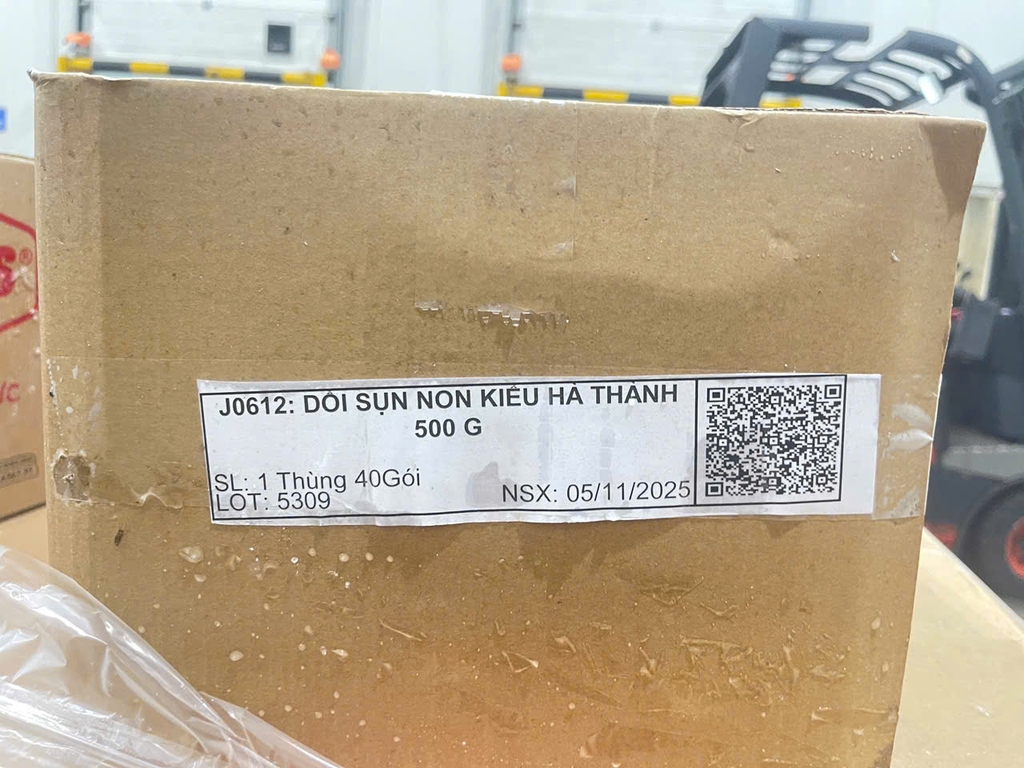 J0612: DỒI SỤN NON KIỂU HÀ THÀNH
500 G
SL: 1 Thùng 40Gói
LOT: 5309
NSX: 05/11/2025
S®